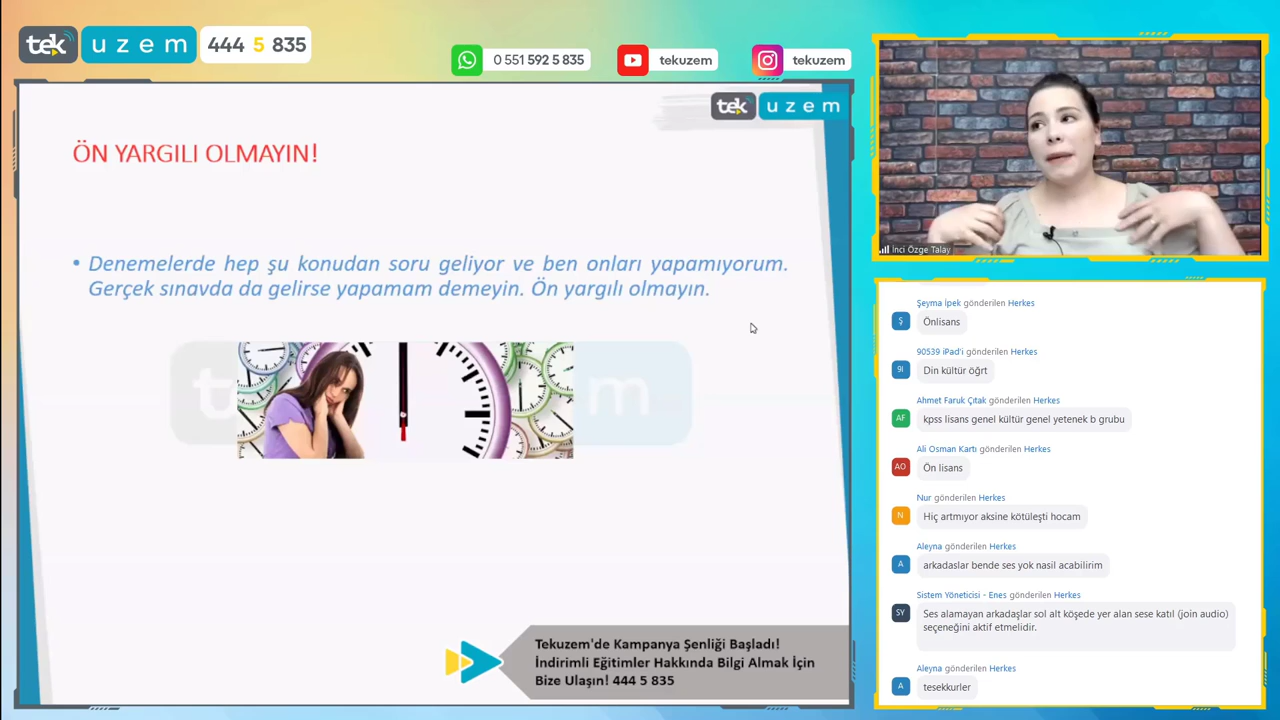 tek uzem 444 5 835
0 551 592 5 835
tekuzem
tekuzem
tek uzem
ÖN YARGILI OLMAYIN!
• Denemelerde hep şu konudan soru geliyor ve ben onları yapamıyorum.
Gerçek sınavda da gelirse yapamam demeyin. Ön yargılı olmayın.
Tekuzem'de Kampanya Şenliği Başladı!
İndirimli Eğitimler Hakkında Bilgi Almak İçin
Bize Ulaşın! 444 5 835
İnci Özge Talay
Şeyma İpek gönderilen Herkes
Ş
Önlisans
90539 iPad'i gönderilen Herkes
9I
Din kültür öğrt
Ahmet Faruk Çıtak gönderilen Herkes
AF
kpss lisans genel kültür genel yetenek b grubu
Ali Osman Kartı gönderilen Herkes
AO
Ön lisans
Nur gönderilen Herkes
N
Hiç artmıyor aksine kötüleşti hocam
Aleyna gönderilen Herkes
A
arkadaslar bende ses yok nasil acabilirim
Sistem Yöneticisi - Enes gönderilen Herkes
SY
Ses alamayan arkadaşlar sol alt köşede yer alan sese katıl (join audio)
seçeneğini aktif etmelidir.
Aleyna gönderilen Herkes
A
tesekkurler